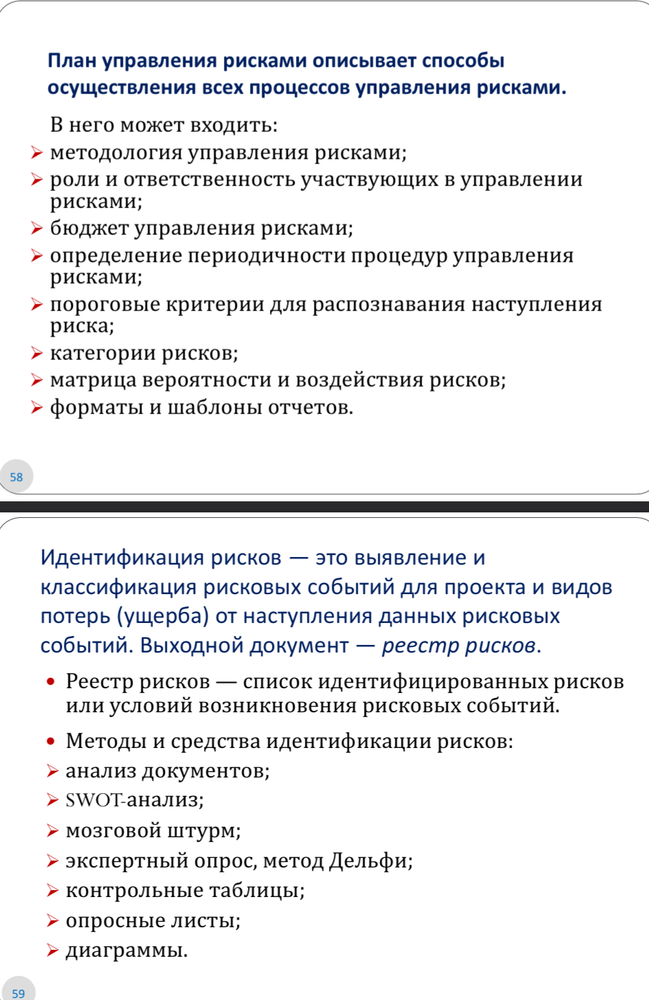 План управления рисками описывает способы
осуществления всех процессов управления рисками.
В него может входить:
методология управления рисками;
роли и ответственность участвующих в управлении
рисками;
бюджет управления рисками;
определение периодичности процедур управления
рисками;
пороговые критерии для распознавания наступления
риска;
категории рисков;
матрица вероятности и воздействия рисков;
форматы и шаблоны отчетов.
58
Идентификация рисков — это выявление и
классификация рисковых событий для проекта и видов
потерь (ущерба) от наступления данных рисковых
событий. Выходной документ — реестр рисков.
• Реестр рисков — список идентифицированных рисков
или условий возникновения рисковых событий.
• Методы и средства идентификации рисков:
анализ документов;
SWOT-анализ;
мозговой штурм;
экспертный опрос, метод Дельфи;
контрольные таблицы;
опросные листы;
диаграммы.
59